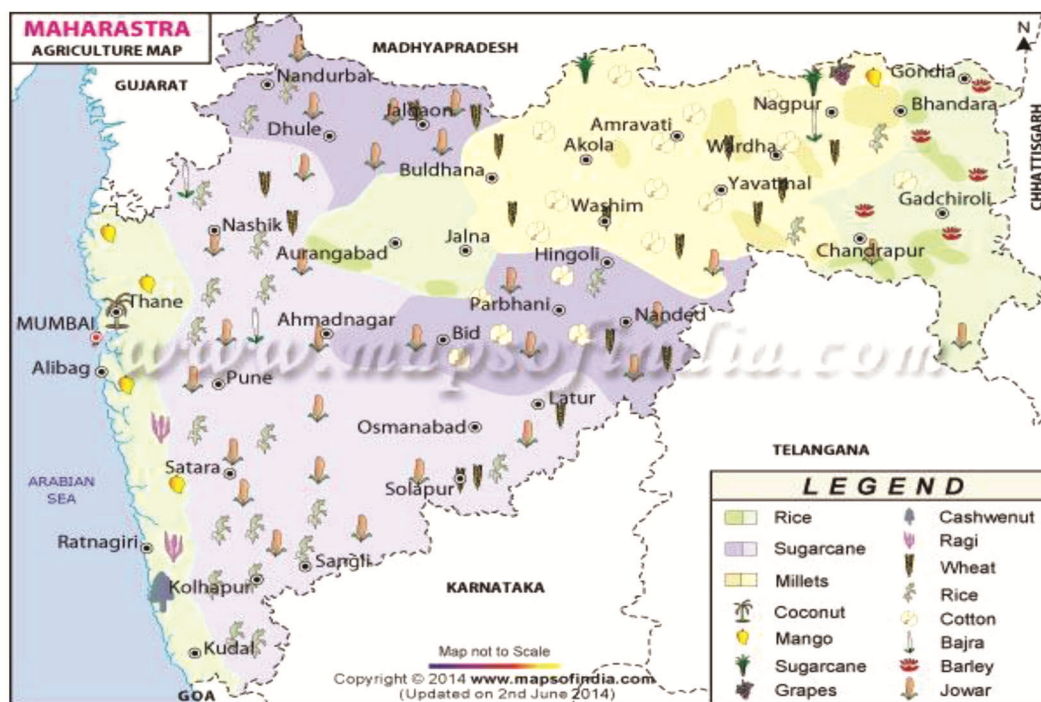 MAHARASTRA
AGRICULTURE MAP
MADHYAPRADESH
GUJARAT
N
CHHATTISGARH
Nandurbar
Jalgaon
Dhule
Buldhana
Akola
Amravati
Nagpur
Wardha
Gondia
Bhandara
Yavatmal
Gadchiroli
Washim
Chandrapur
Nashik
Aurangabad
Jalna
Hingoli
Parbhani
Nanded
Thane
MUMBAI
Ahmadnagar
Bid
www.mapsofindia.com
Alibag
Pune
Latur
Osmanabad
TELANGANA
Satara
Solapur
ARABIAN
SEA
Ratnagiri
Sangli
Kolhapur
KARNATAKA
Kudal
GOA
Map not to Scale
Copyright © 2014 www.mapsofindia.com
(Updated on 2nd June 2014)
LEGEND
Rice
Sugarcane
Millets
Coconut
Mango
Sugarcane
Grapes
Cashwenut
Ragi
Wheat
Rice
Cotton
Bajra
Barley
Jowar